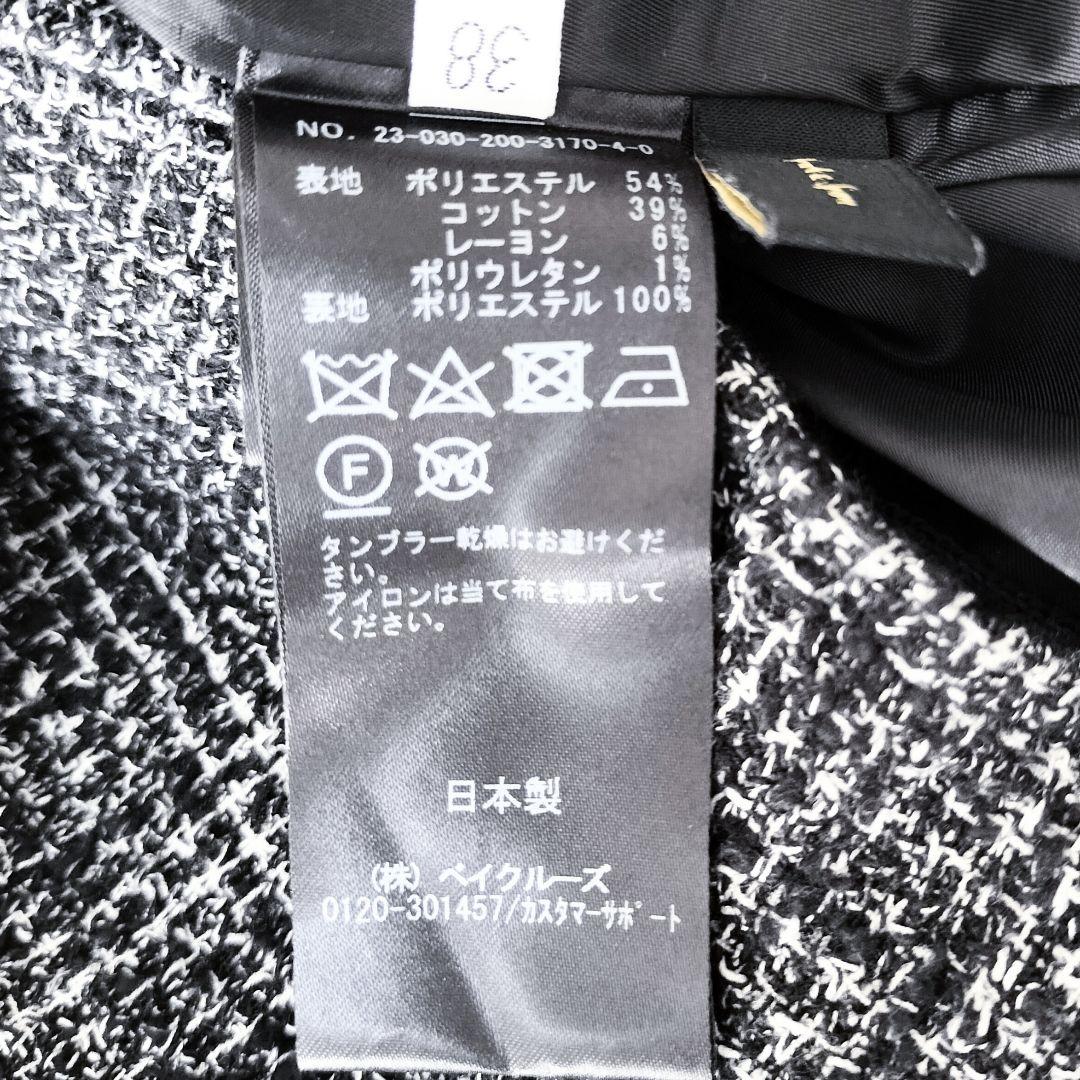 38
NO. 23-030-200-3170-4-0
表地 ポリエステル 54%
コットン 39%
レーヨン 6%
ポリウレタン 1%
裏地 ポリエステル 100%
F W
タンブラー乾燥はお避けくだ
さい。
アイロンは当て布を使用して
ください。
日本製
(株) ベイクルーズ
0120-301457/カスタマーサポート